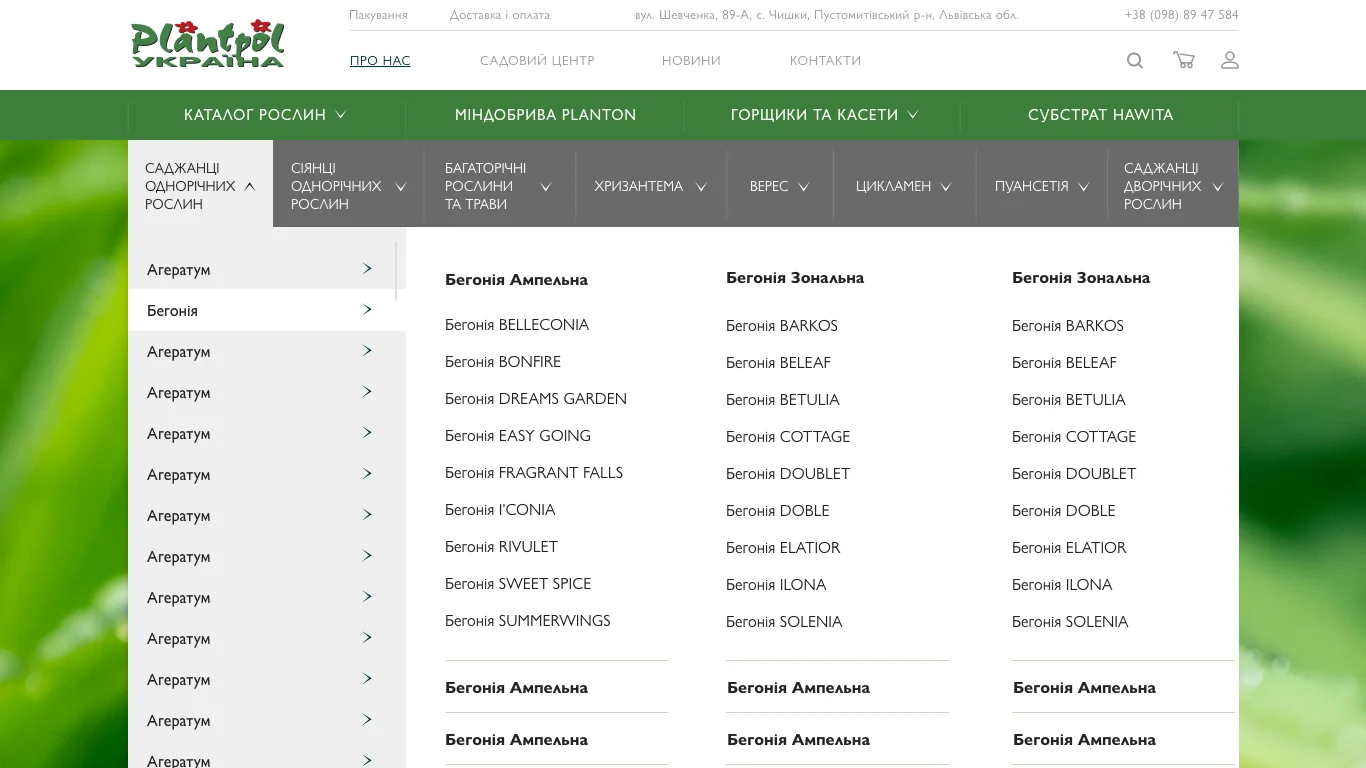 Plantpol
УКРАЇНА
Пакування
Доставка і оплата
вул. Шевченка, 89-А, с. Чишки, Пустомитівський р-н, Львівська обл.
+38 (098) 89 47 584
ПРО НАС
САДОВИЙ ЦЕНТР
НОВИНИ
КОНТАКТИ
КАТАЛОГ РОСЛИН
МІНДОБРИВА PLANTON
ГОРЩИКИ ТА КАСЕТИ
СУБСТРАТ HAWITA
САДЖАНЦІ
ОДНОРІЧНИХ
РОСЛИН
СІЯНЦІ
ОДНОРІЧНИХ
РОСЛИН
БАГАТОРІЧНІ
РОСЛИНИ
ТА ТРАВИ
ХРИЗАНТЕМА
ВЕРЕС
ЦИКЛАМЕН
ПУАНСЕТІЯ
САДЖАНЦІ
ДВОРІЧНИХ
РОСЛИН
Агератум
Бегонія
Агератум
Агератум
Агератум
Агератум
Агератум
Агератум
Агератум
Агератум
Агератум
Агератум
Агератум
Бегонія Ампельна
Бегонія BELLECONIA
Бегонія BONFIRE
Бегонія DREAMS GARDEN
Бегонія EASY GOING
Бегонія FRAGRANT FALLS
Бегонія I'CONIA
Бегонія RIVULET
Бегонія SWEET SPICE
Бегонія SUMMERWINGS
Бегонія Ампельна
Бегонія Ампельна
Бегонія Зональна
Бегонія BARKOS
Бегонія BELEAF
Бегонія BETULIA
Бегонія COTTAGE
Бегонія DOUBLET
Бегонія DOBLE
Бегонія ELATIOR
Бегонія ILONA
Бегонія SOLENIA
Бегонія Ампельна
Бегонія Ампельна
Бегонія Зональна
Бегонія BARKOS
Бегонія BELEAF
Бегонія BETULIA
Бегонія COTTAGE
Бегонія DOUBLET
Бегонія DOBLE
Бегонія ELATIOR
Бегонія ILONA
Бегонія SOLENIA
Бегонія Ампельна
Бегонія Ампельна